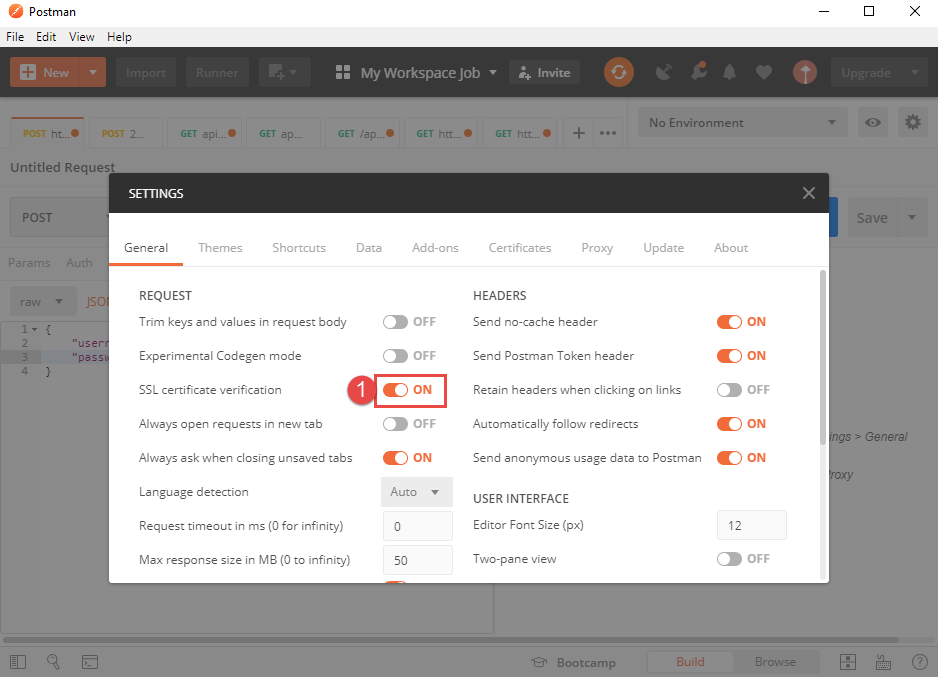 Postman
File Edit View Help
New Import Runner My Workspace Job Invite Upgrade
POST ht... POST 2... GET api... GET ap... GET /ap... GET htt... GET htt... + ••• No Environment
Untitled Request
SETTINGS
POST Save
General Themes Shortcuts Data Add-ons Certificates Proxy Update About
Params Auth
raw JSON
REQUEST
Trim keys and values in request body OFF
Experimental Codegen mode OFF
SSL certificate verification 1 ON
Always open requests in new tab OFF
Always ask when closing unsaved tabs ON
Language detection Auto
Request timeout in ms (0 for infinity) 0
Max response size in MB (0 to infinity) 50
HEADERS
Send no-cache header ON
Send Postman Token header ON
Retain headers when clicking on links OFF
Automatically follow redirects ON
Send anonymous usage data to Postman ON
USER INTERFACE
Editor Font Size (px) 12
Two-pane view OFF
1 {
2 "usern
3 "passw
4 }
ngs > General
roxy
Bootcamp Build Browse ?